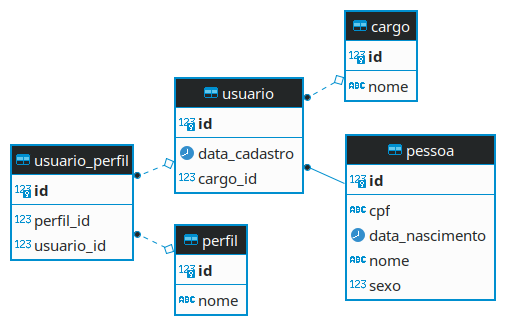 cargo
123 id
ABC nome
usuario
123 id
data_cadastro
123 cargo_id
pessoa
123 id
ABC cpf
data_nascimento
ABC nome
123 sexo
usuario_perfil
123 id
123 perfil_id
123 usuario_id
perfil
123 id
ABC nome